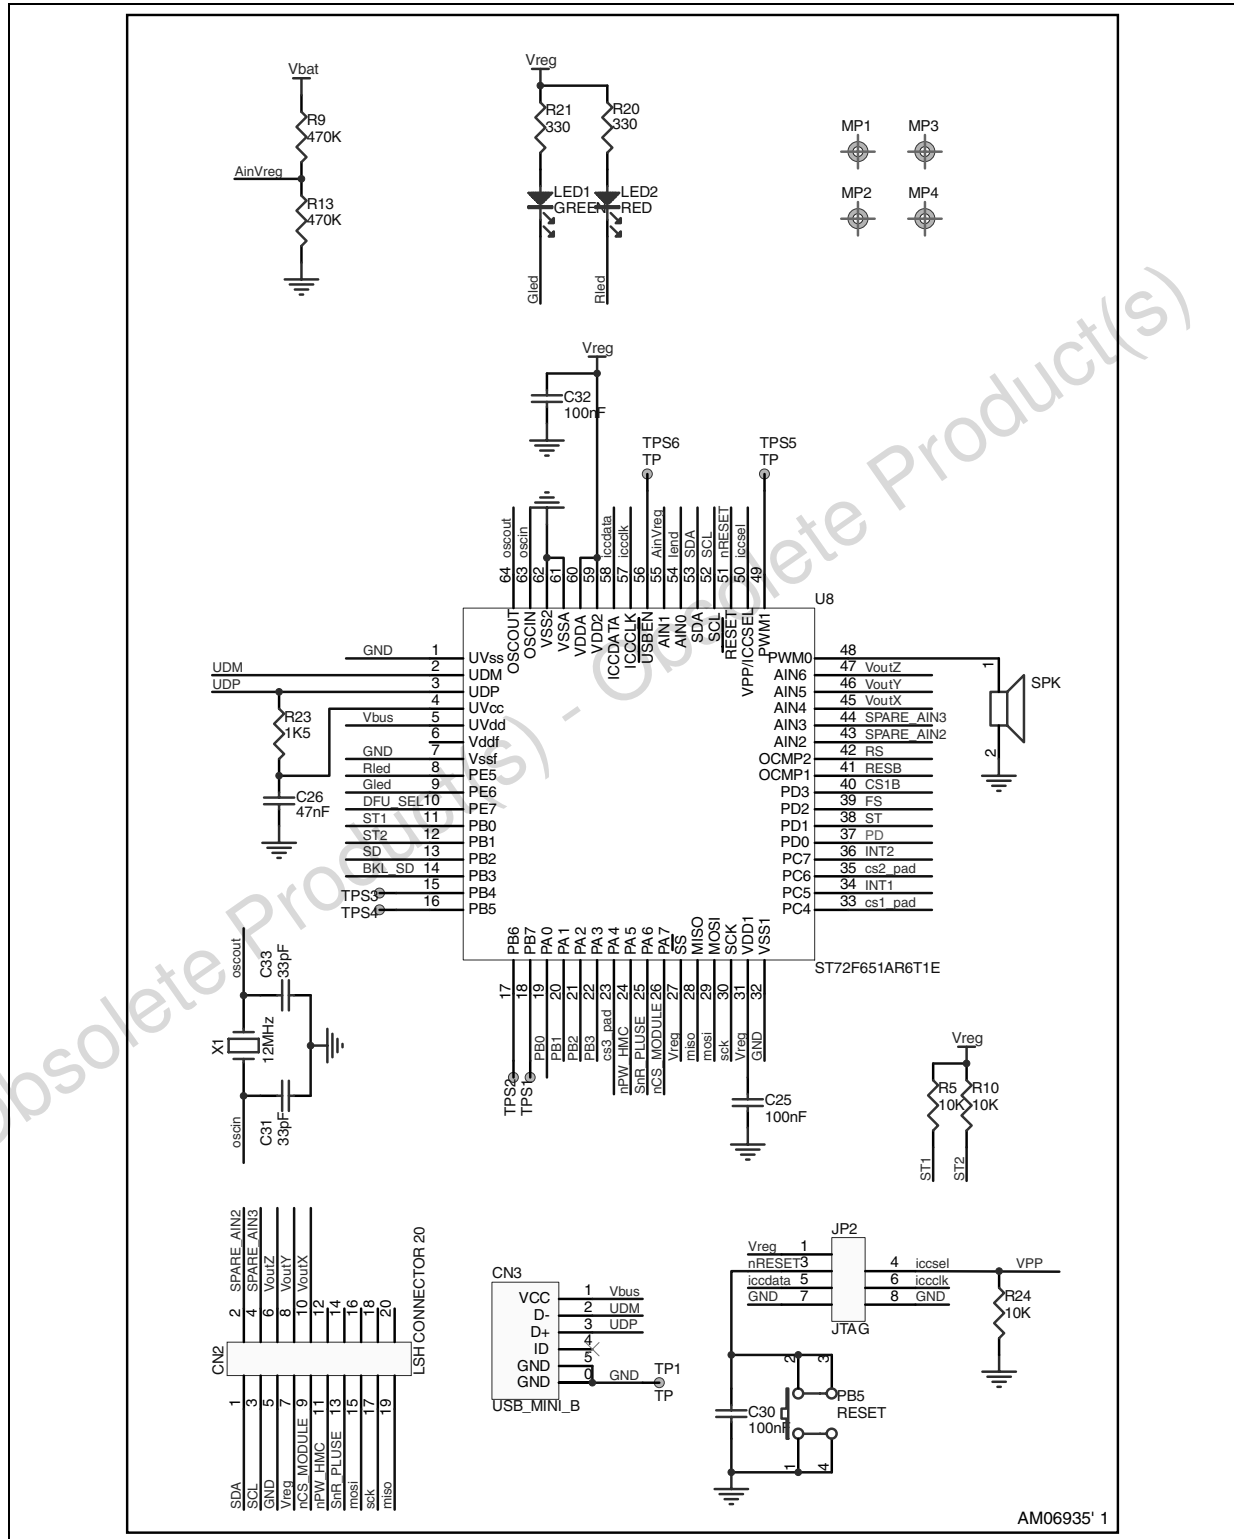 Vbat
R9
470K
AinVreg
R13
470K
Vreg
R21
330
R20
330
LED1
GREEN
LED2
RED
Gled
Rled
MP1
MP3
MP2
MP4
Vreg
C32
100nF
TPS6
TP
TPS5
TP
oscout
oscin
iccdata
iccclk
AinVreg
Iend
SDA
SCL
nRESET
iccsel
64
63
62
61
60
59
58
57
56
55
54
53
52
51
50
49
U8
OSCOUT
OSCIN
VSS2
VSSA
VDDA
VDD2
ICCDATA
ICCCLK
USBEN
AIN1
AIN0
SDA
SCL
RESET
VPP/ICCSEL
PWM1
GND 1 UVss
UDM 2 UDM
UDP 3 UDP
4 UVcc
Vbus 5 UVdd
6 Vddf
GND 7 Vssf
Rled 8 PE5
Gled 9 PE6
DFU_SEL 10 PE7
ST1 11 PB0
ST2 12 PB1
SD 13 PB2
BKL_SD 14 PB3
TPS3 15 PB4
TPS4 16 PB5
R23
1K5
C26
47nF
PWM0 48
AIN6 47 VoutZ
AIN5 46 VoutY
AIN4 45 VoutX
AIN3 44 SPARE_AIN3
AIN2 43 SPARE_AIN2
OCMP2 42 RS
OCMP1 41 RESB
PD3 40 CS1B
PD2 39 FS
PD1 38 ST
PD0 37 PD
PC7 36 INT2
PC6 35 cs2_pad
PC5 34 INT1
PC4 33 cs1_pad
1
SPK
2
PB6
PB7
PA0
PA1
PA2
PA3
PA4
PA5
PA6
PA7
SS
MISO
MOSI
SCK
VDD1
VSS1
ST72F651AR6T1E
17
18
19
20
21
22
23
24
25
26
27
28
29
30
31
32
TPS2
TPS1
PB0
PB1
PB2
PB3
cs3_pad
nPW_HMC
SnR_PLUSE
nCS_MODULE
Vreg
miso
mosi
sck
Vreg
GND
C25
100nF
oscout
C33
33pF
X1
12MHz
C31
33pF
oscin
Vreg
R5
10K
R10
10K
ST1
ST2
SPARE_AIN2
SPARE_AIN3
VoutZ
VoutY
VoutX
2
4
6
8
10
12
14
16
18
20
CN2
LSH CONNECTOR 20
1
3
5
7
9
11
13
15
17
19
SDA
SCL
GND
Vreg
nCS_MODULE
nPW_HMC
SnR_PLUSE
mosi
sck
miso
CN3
VCC 1 Vbus
D- 2 UDM
D+ 3 UDP
ID 4
GND 5
GND 0 GND
TP1
TP
USB_MINI_B
JP2
Vreg 1
nRESET 3
iccdata 5
GND 7
4 iccsel
6 iccclk
8 GND
VPP
JTAG
R24
10K
2
3
PB5
RESET
C30
100nF
1
4
AM06935' 1
Obsolete Product(s) - Obsolete Product(s)